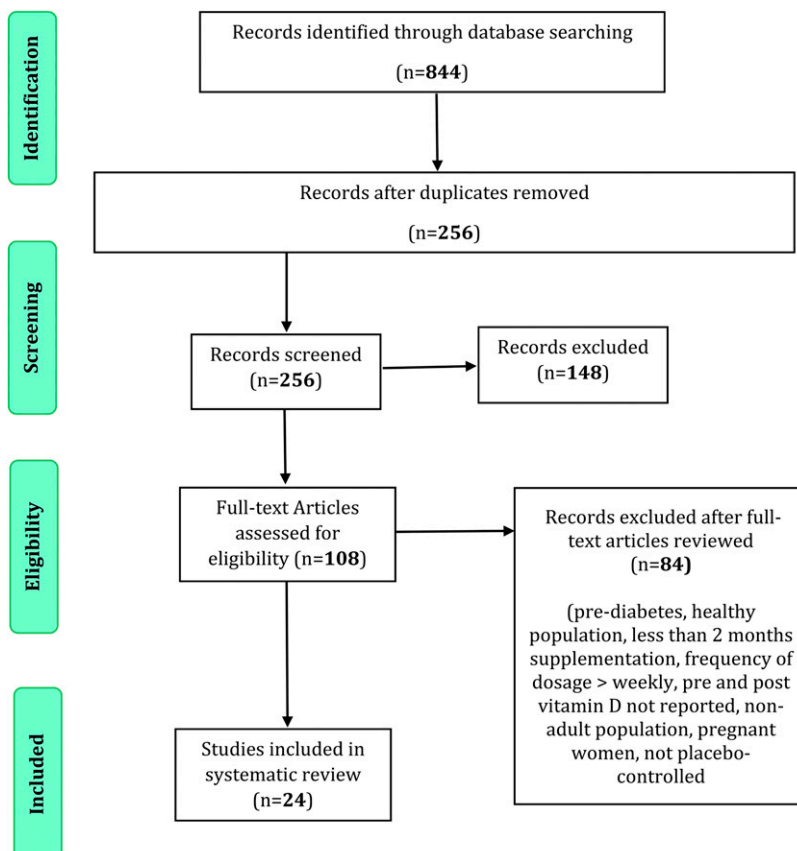 Identification
Records identified through database searching
(n=844)
Records after duplicates removed
(n=256)
Screening
Records screened
(n=256)
Records excluded
(n=148)
Eligibility
Full-text Articles
assessed for
eligibility (n=108)
Records excluded after full-
text articles reviewed
(n=84)
(pre-diabetes, healthy
population, less than 2 months
supplementation, frequency of
dosage > weekly, pre and post
vitamin D not reported, non-
adult population, pregnant
women, not placebo-
controlled
Included
Studies included in
systematic review
(n=24)